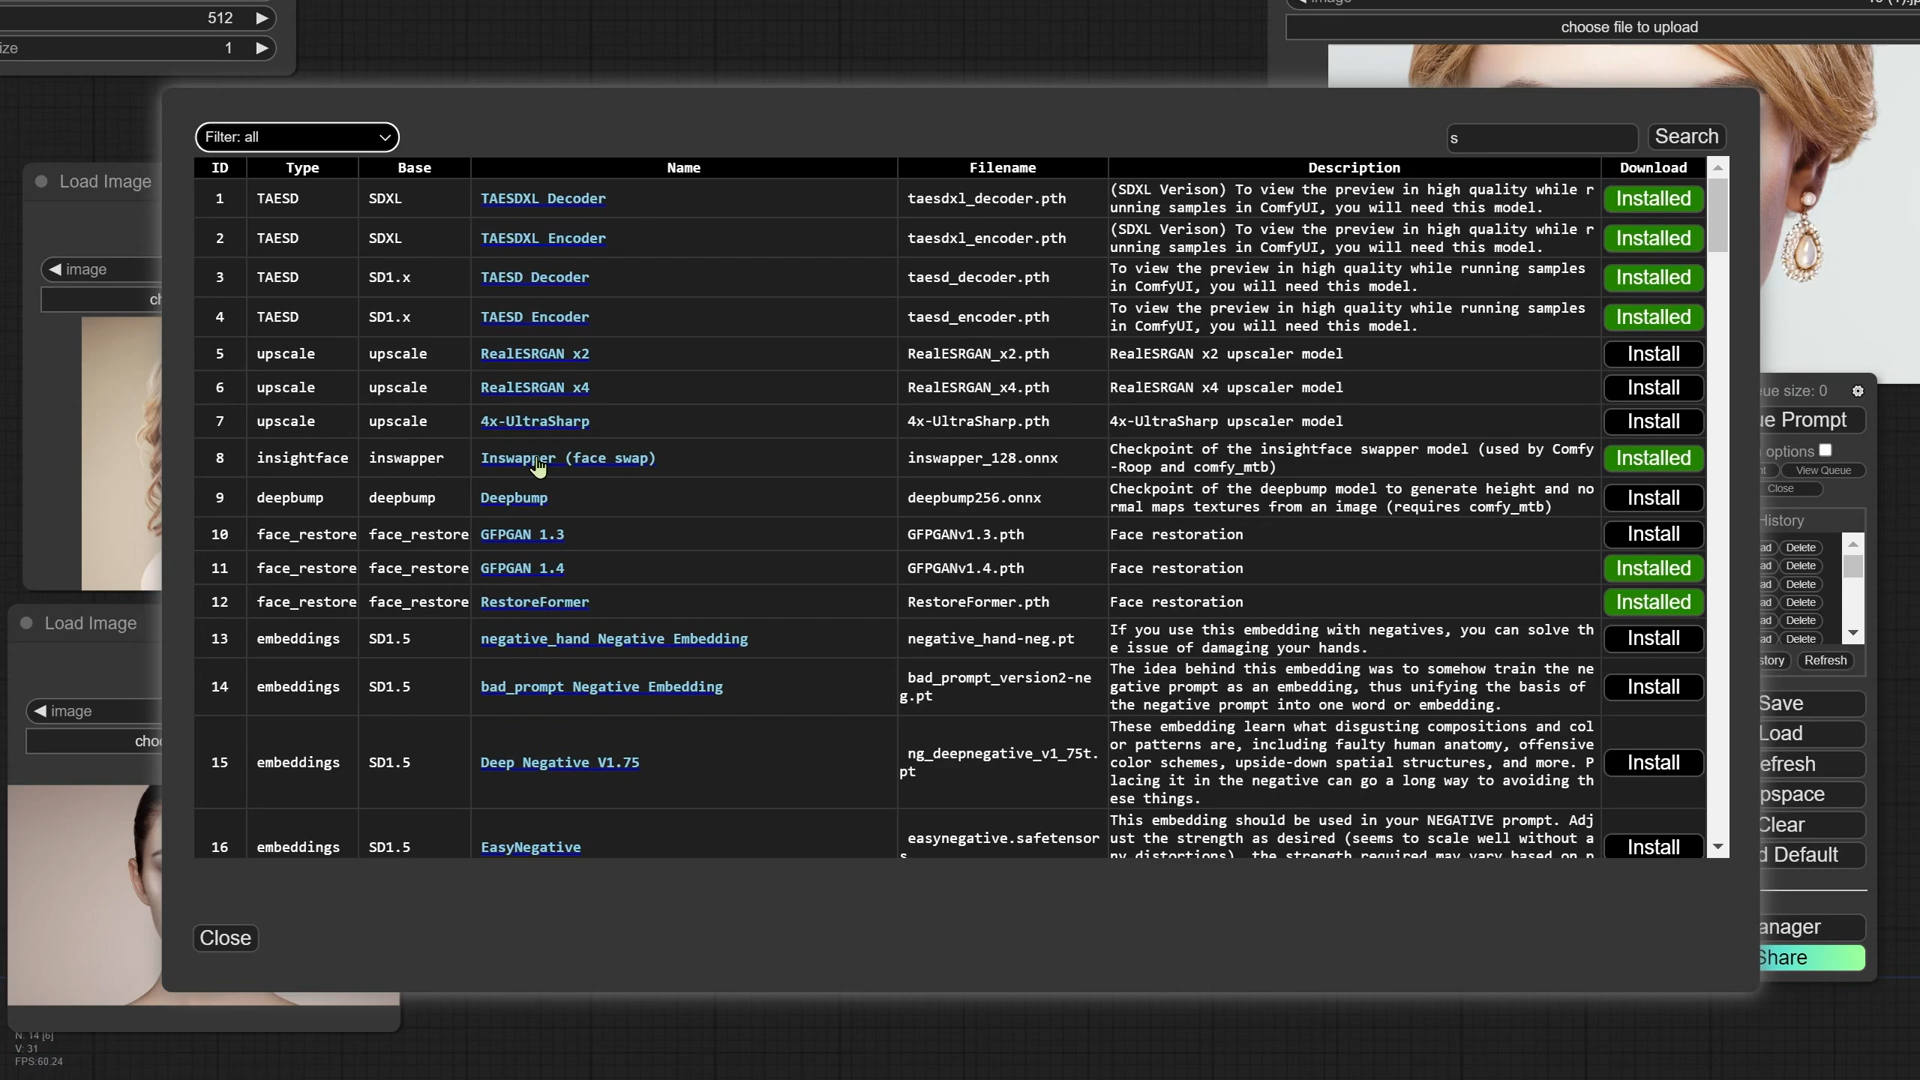 512
1
choose file to upload
Filter: all
s
Search
ID Type Base Name Filename Description Download
1 TAESD SDXL TAESDXL Decoder taesdxl_decoder.pth (SDXL Verison) To view the preview in high quality while r
unning samples in ComfyUI, you will need this model. Installed
2 TAESD SDXL TAESDXL Encoder taesdxl_encoder.pth (SDXL Verison) To view the preview in high quality while r
unning samples in ComfyUI, you will need this model. Installed
3 TAESD SD1.x TAESD Decoder taesd_decoder.pth To view the preview in high quality while running samples
in ComfyUI, you will need this model. Installed
4 TAESD SD1.x TAESD Encoder taesd_encoder.pth To view the preview in high quality while running samples
in ComfyUI, you will need this model. Installed
5 upscale upscale RealESRGAN x2 RealESRGAN_x2.pth RealESRGAN x2 upscaler model Install
6 upscale upscale RealESRGAN x4 RealESRGAN_x4.pth RealESRGAN x4 upscaler model Install
7 upscale upscale 4x-UltraSharp 4x-UltraSharp.pth 4x-UltraSharp upscaler model Install
8 insightface inswapper Inswapper (face swap) inswapper_128.onnx Checkpoint of the insightface swapper model (used by Comfy
-Roop and comfy_mtb) Installed
9 deepbump deepbump Deepbump deepbump256.onnx Checkpoint of the deepbump model to generate height and no
rmal maps textures from an image (requires comfy_mtb) Install
10 face_restore face_restore GFPGAN 1.3 GFPGANv1.3.pth Face restoration Install
11 face_restore face_restore GFPGAN 1.4 GFPGANv1.4.pth Face restoration Installed
12 face_restore face_restore RestoreFormer RestoreFormer.pth Face restoration Installed
13 embeddings SD1.5 negative_hand Negative Embedding negative_hand-neg.pt If you use this embedding with negatives, you can solve th
e issue of damaging your hands. Install
14 embeddings SD1.5 bad_prompt Negative Embedding bad_prompt_version2-ne
g.pt The idea behind this embedding was to somehow train the ne
gative prompt as an embedding, thus unifying the basis of
the negative prompt into one word or embedding. Install
15 embeddings SD1.5 Deep Negative V1.75 ng_deepnegative_v1_75t.
pt These embedding learn what disgusting compositions and col
or patterns are, including faulty human anatomy, offensive
color schemes, upside-down spatial structures, and more. P
lacing it in the negative can go a long way to avoiding th
ese things. Install
16 embeddings SD1.5 EasyNegative easynegative.safetensor
s This embedding should be used in your NEGATIVE prompt. Adj
ust the strength as desired (seems to scale well without a
ny distortions), the strength required may vary based on p Install
Close
Load Image
image
Load Image
image
size: 0
Prompt
options
View Queue
Close
History
Delete
Delete
Delete
Delete
Delete
Delete
Refresh
Save
Load
Clear
Default
Share
N: 14 [6]
V: 31
FPS:60.24